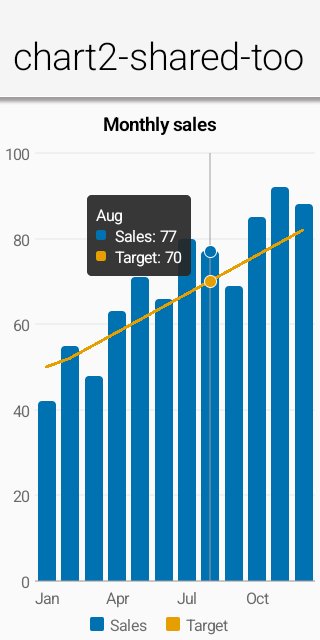 chart2-shared-too
Monthly sales
100
80
60
40
20
0
Aug
Sales: 77
Target: 70
Jan Apr Jul Oct
Sales Target